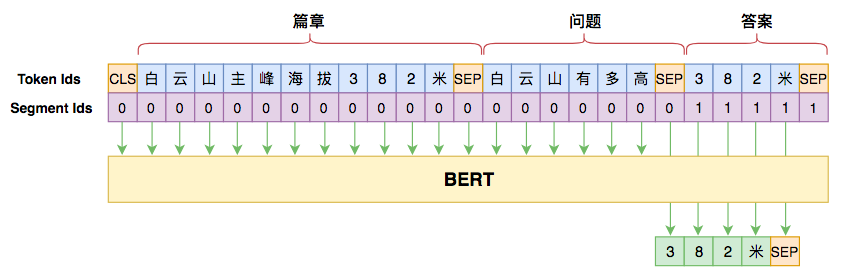 篇章 问题 答案
Token Ids CLS 白 云 山 主 峰 海 拔 3 8 2 米 SEP 白 云 山 有 多 高 SEP 3 8 2 米 SEP
Segment Ids 0 0 0 0 0 0 0 0 0 0 0 0 0 0 0 0 0 0 0 0 1 1 1 1 1
BERT
3 8 2 米 SEP